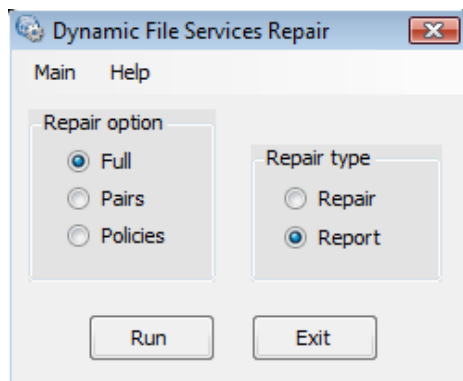 Dynamic File Services Repair
Main Help
Repair option
Full
Pairs
Policies
Repair type
Repair
Report
Run Exit